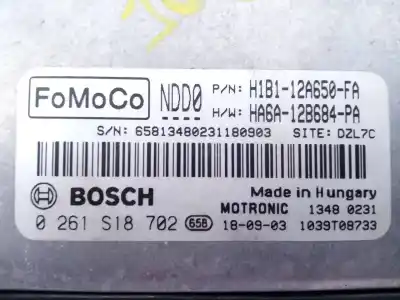 FoMoCo NDD0 P/N: H1B1-12A650-FA
H/W: HA6A-12B684-PA
S/N: 65813480231180903 SITE: DZL7C
BOSCH Made in Hungary
MOTRONIC 1348 0231
0 261 S18 702 658 18-09-03 1039T08733